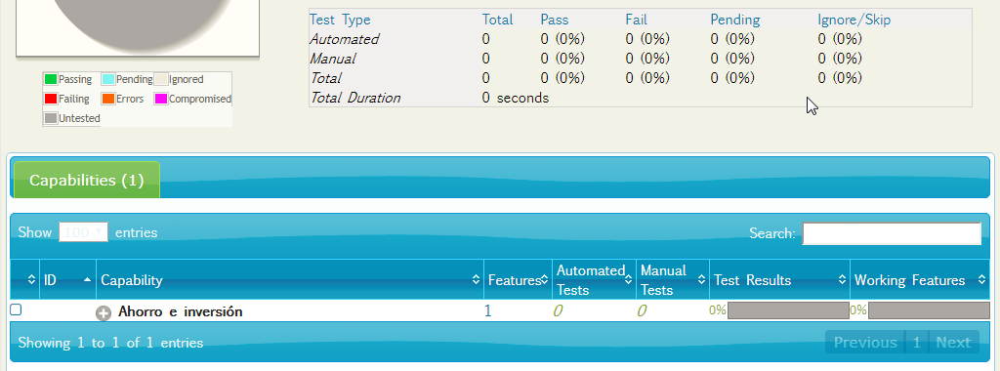 Test Type Total Pass Fail Pending Ignore/Skip
Automated 0 0 (0%) 0 (0%) 0 (0%) 0 (0%)
Manual 0 0 (0%) 0 (0%) 0 (0%) 0 (0%)
Total 0 0 (0%) 0 (0%) 0 (0%) 0 (0%)
Total Duration 0 seconds
Passing Pending Ignored
Failing Errors Compromised
Untested
Capabilities (1)
Show 100 entries Search:
ID Capability Features Automated Tests Manual Tests Test Results Working Features
Ahorro e inversión 1 0 0 0% 0%
Showing 1 to 1 of 1 entries Previous 1 Next